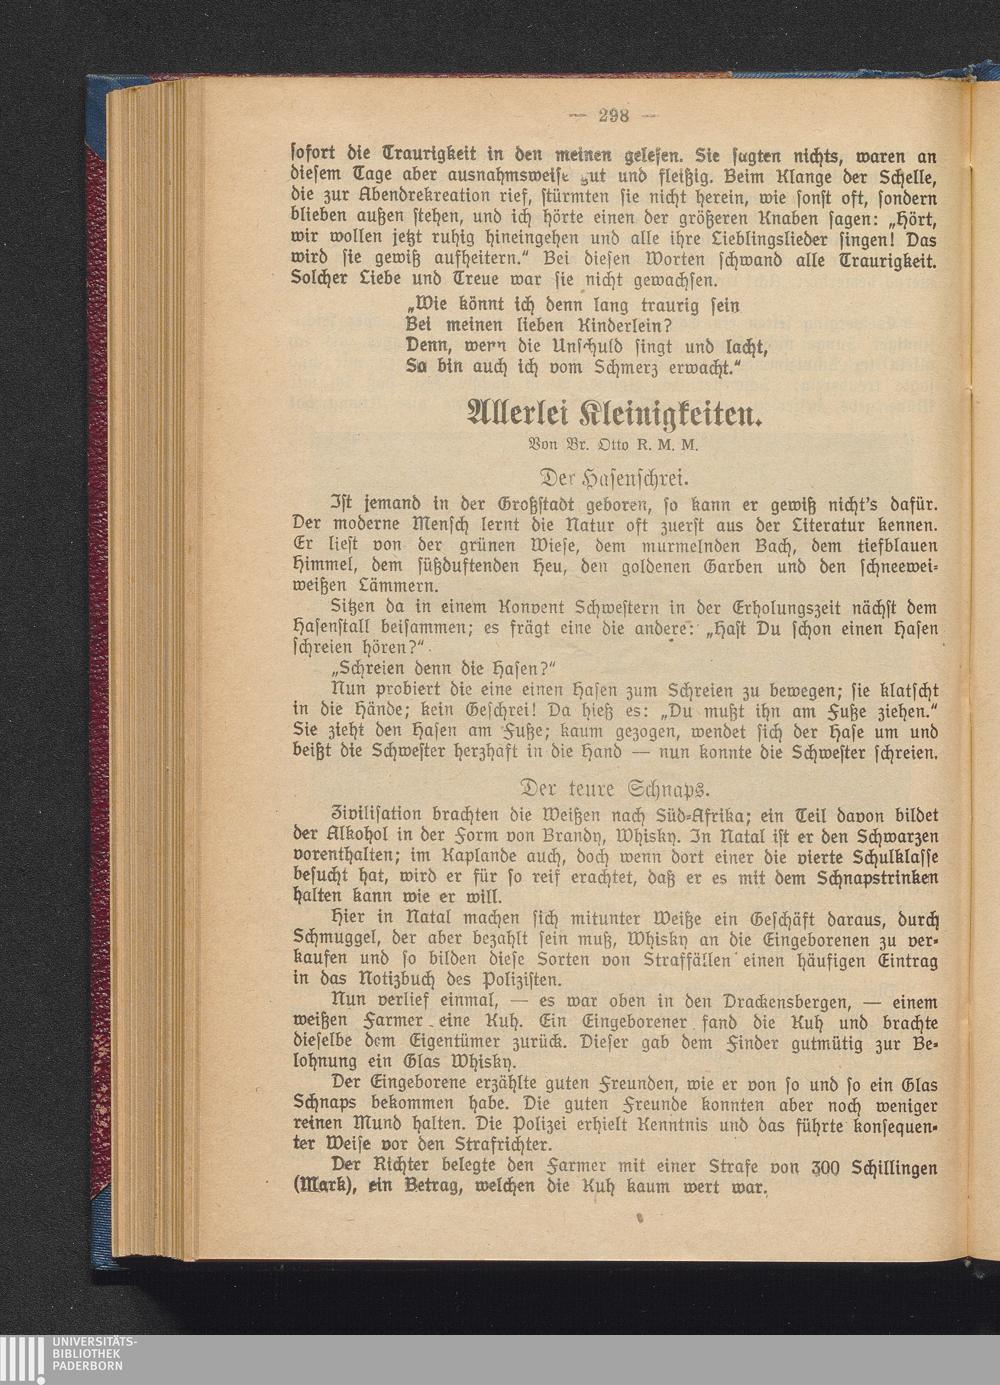 — 298 —
sofort die Traurigkeit in den meinen gelesen. Sie sagten nichts, waren an
diesem Tage aber ausnahmsweise gut und fleißig. Beim Klange der Schelle,
die zur Abendrekreation rief, stürmten sie nicht herein, wie sonst oft, sondern
blieben außen stehen, und ich hörte einen der größeren Knaben sagen: „Hört,
wir wollen jetzt ruhig hineingehen und alle ihre Lieblingslieder singen! Das
wird sie gewiß aufheitern.“ Bei diesen Worten schwand alle Traurigkeit.
Solcher Liebe und Treue war sie nicht gewachsen.
„Wie könnt ich denn lang traurig sein
Bei meinen lieben Kinderlein?
Denn, wenn die Unschuld singt und lacht,
So bin auch ich vom Schmerz erwacht.“
Allerlei Kleinigkeiten.
Von Br. Otto R. M. M.
Der Hasenschrei.
Ist jemand in der Großstadt geboren, so kann er gewiß nicht's dafür.
Der moderne Mensch lernt die Natur oft zuerst aus der Literatur kennen.
Er liest von der grünen Wiese, dem murmelnden Bach, dem tiefblauen
Himmel, dem süßduftenden Heu, den goldenen Garben und den schneewei-
weißen Lämmern.
Sitzen da in einem Konvent Schwestern in der Erholungszeit nächst dem
Hasenstall beisammen; es frägt eine die andere: „Hast Du schon einen Hasen
schreien hören?“
„Schreien denn die Hasen?“
Nun probiert die eine einen Hasen zum Schreien zu bewegen; sie klatscht
in die Hände; kein Geschrei! Da hieß es: „Du mußt ihn am Fuße ziehen.“
Sie zieht den Hasen am Fuße; kaum gezogen, wendet sich der Hase um und
beißt die Schwester herzhaft in die Hand — nun konnte die Schwester schreien.
Der teure Schnaps.
Zivilisation brachten die Weißen nach Süd-Afrika; ein Teil davon bildet
der Alkohol in der Form von Brandy, Whisky. In Natal ist er den Schwarzen
vorenthalten; im Kaplande auch, doch wenn dort einer die vierte Schulklasse
besucht hat, wird er für so reif erachtet, daß er es mit dem Schnapstrinken
halten kann wie er will.
Hier in Natal machen sich mitunter Weiße ein Geschäft daraus, durch
Schmuggel, der aber bezahlt sein muß, Whisky an die Eingeborenen zu ver-
kaufen und so bilden diese Sorten von Straffällen einen häufigen Eintrag
in das Notizbuch des Polizisten.
Nun verlief einmal, — es war oben in den Drackensbergen, — einem
weißen Farmer eine Kuh. Ein Eingeborener fand die Kuh und brachte
dieselbe dem Eigentümer zurück. Dieser gab dem Finder gutmütig zur Be-
lohnung ein Glas Whisky.
Der Eingeborene erzählte guten Freunden, wie er von so und so ein Glas
Schnaps bekommen habe. Die guten Freunde konnten aber noch weniger
reinen Mund halten. Die Polizei erhielt Kenntnis und das führte konsequen-
ter Weise vor den Strafrichter.
Der Richter belegte den Farmer mit einer Strafe von 300 Schillingen
(Mark), ein Betrag, welchen die Kuh kaum wert war.
UNIVERSITÄTS-
BIBLIOTHEK
PADERBORN